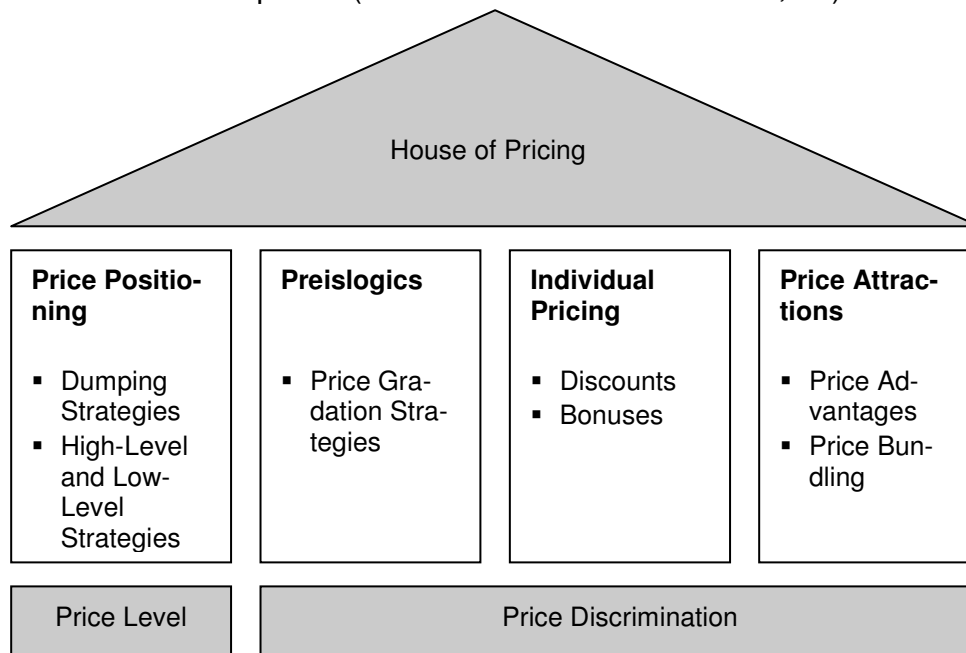 House of Pricing
Price Positio-
ning
▪ Dumping
Strategies
▪ High-Level
and Low-
Level
Strategies
Preislogics
▪ Price Gra-
dation Stra-
tegies
Individual
Pricing
▪ Discounts
▪ Bonuses
Price Attrac-
tions
▪ Price Ad-
vantages
▪ Price Bun-
dling
Price Level
Price Discrimination